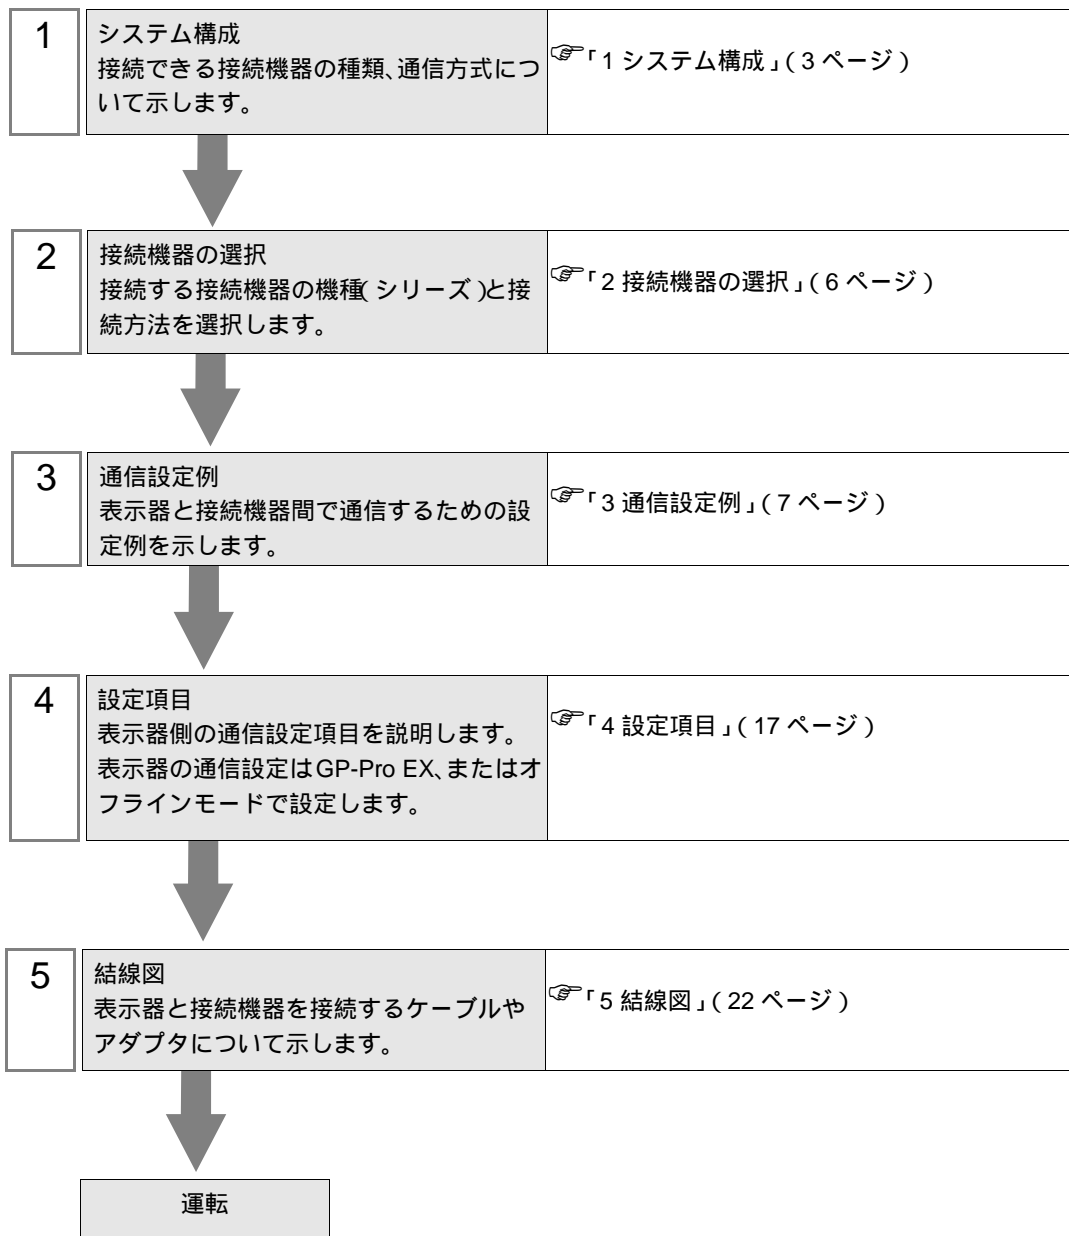 1
システム構成
接続できる接続機器の種類、通信方式につ
いて示します。
☞「1 システム構成」( 3 ページ )
2
接続機器の選択
接続する接続機器の機種( シリーズ )と接
続方法を選択します。
☞「2 接続機器の選択」( 6 ページ )
3
通信設定例
表示器と接続機器間で通信するための設
定例を示します。
☞「3 通信設定例」( 7 ページ )
4
設定項目
表示器側の通信設定項目を説明します。
表示器の通信設定はGP-Pro EX、またはオ
フラインモードで設定します。
☞「4 設定項目」( 17 ページ )
5
結線図
表示器と接続機器を接続するケーブルや
アダプタについて示します。
☞「5 結線図」( 22 ページ )
運転